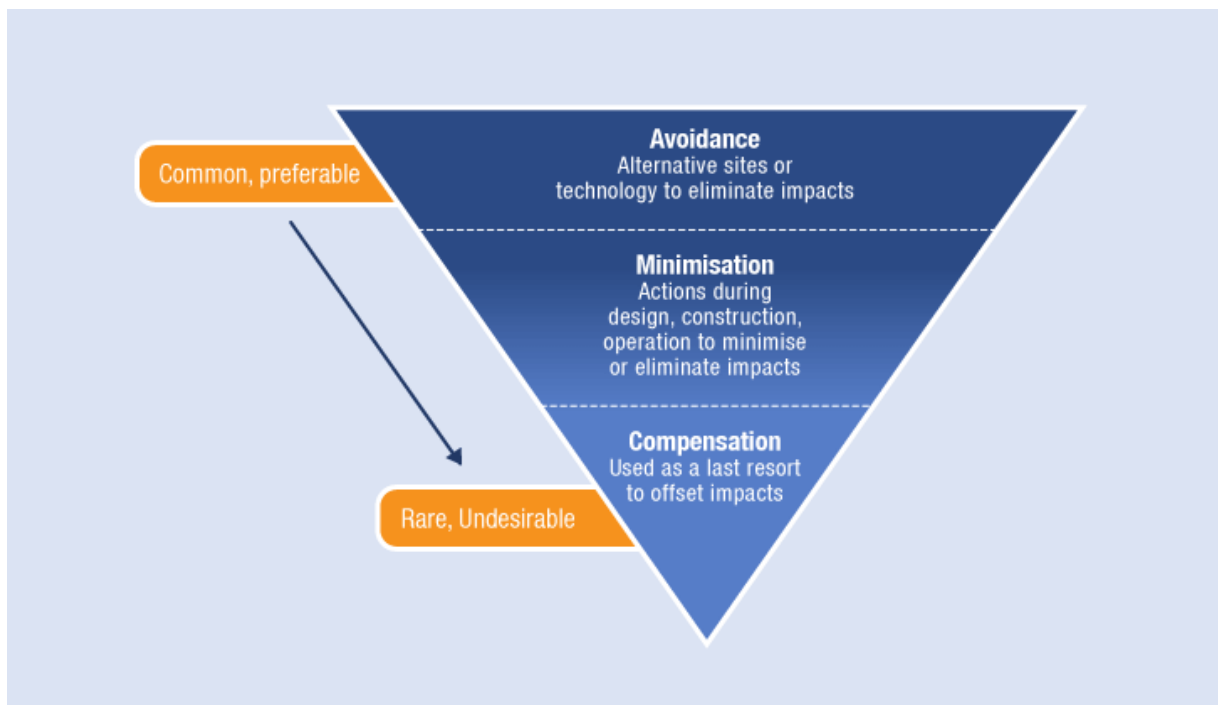 Avoidance
Alternative sites or
technology to eliminate impacts
Common, preferable
Minimisation
Actions during
design, construction,
operation to minimise
or eliminate impacts
Compensation
Used as a last resort
to offset impacts
Rare, Undesirable